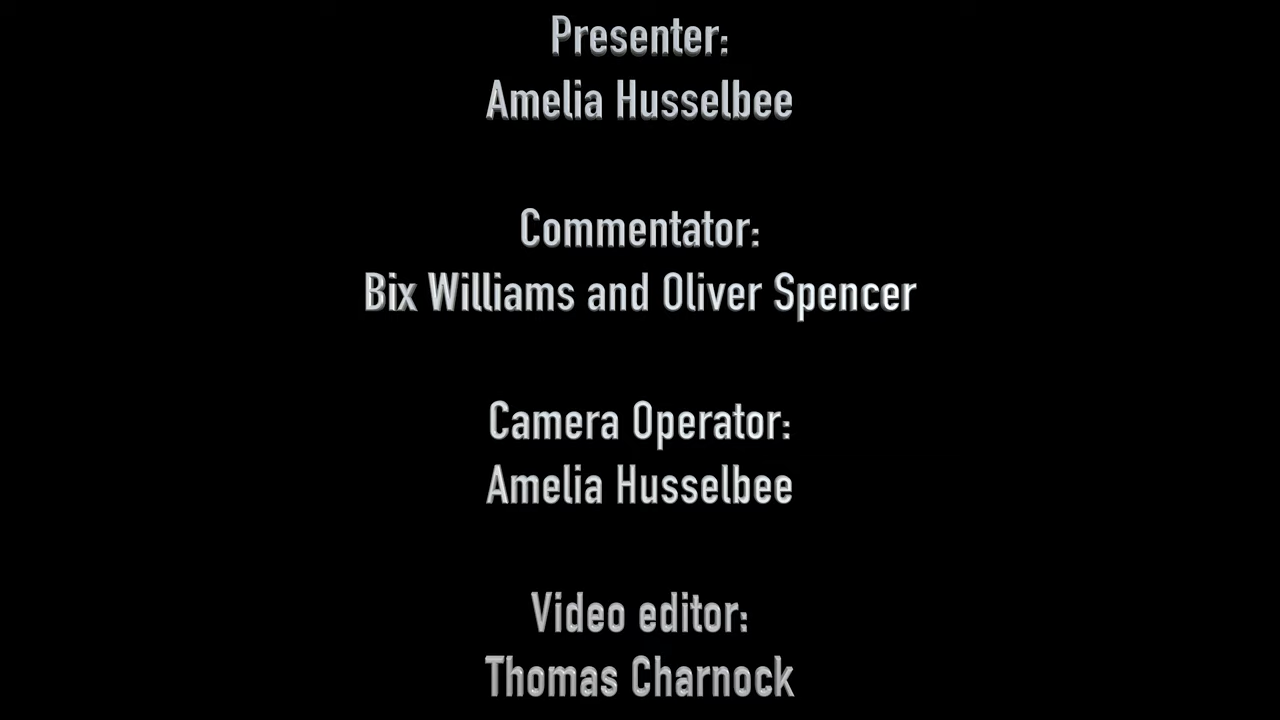 Presenter:
Amelia Husselbee
Commentator:
Bix Williams and Oliver Spencer
Camera Operator:
Amelia Husselbee
Video editor:
Thomas Charnock